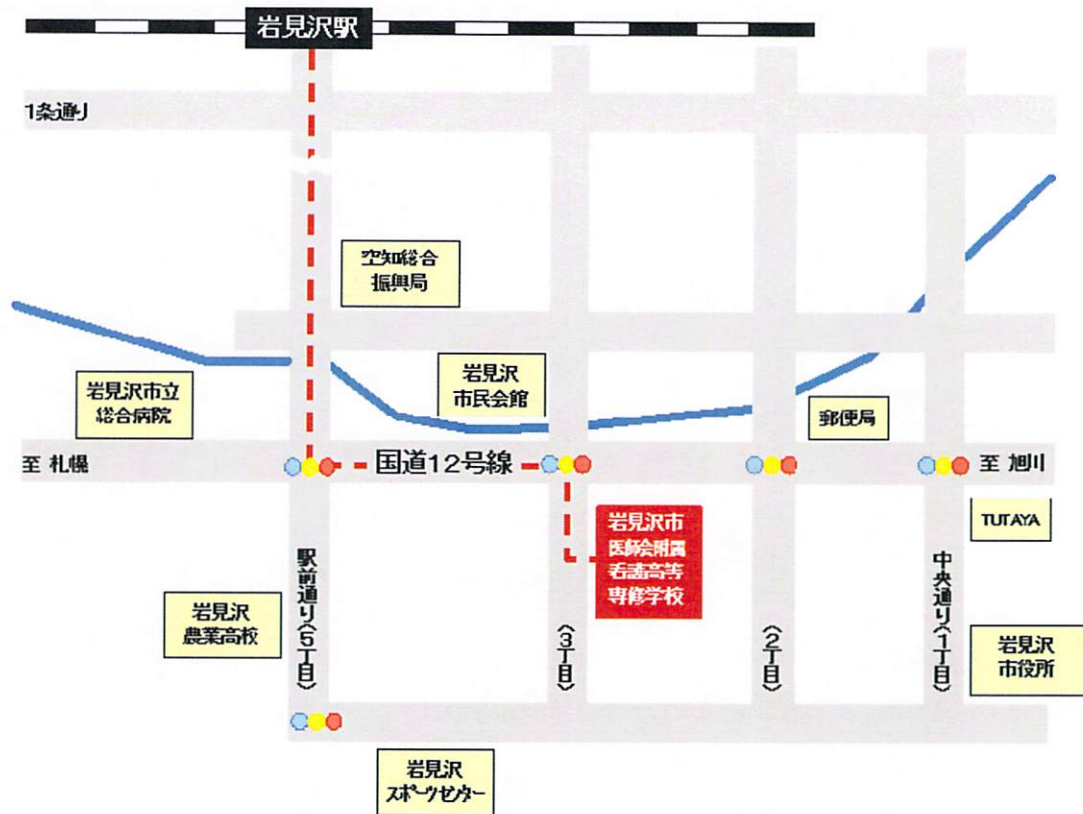 岩見沢駅
1条通り
空知総合
振興局
岩見沢市立
総合病院
岩見沢
市民会館
郵便局
至 札幌
国道12号線
至 旭川
TUTAYA
岩見沢市
医師会附属
看護高等
専修学校
岩見沢
農業高校
駅前通り(5丁目)
(3丁目)
(2丁目)
中央通り(1丁目)
岩見沢
市役所
岩見沢
スポーツセンター